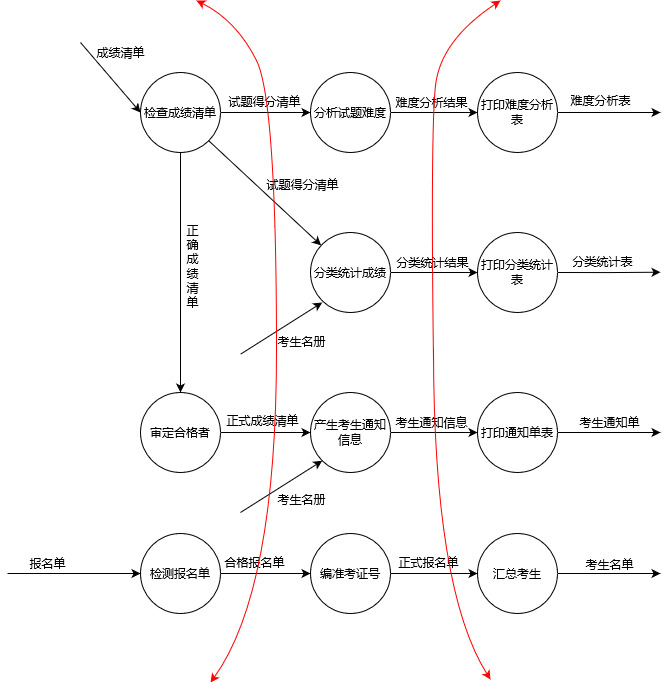 成绩清单
检查成绩清单
试题得分清单
分析试题难度
难度分析结果
打印难度分析
表
难度分析表
试题得分清单
正
确
成
绩
清
单
分类统计成绩
分类统计结果
打印分类统计
表
分类统计表
考生名册
审定合格者
正式成绩清单
产生考生通知
信息
考生通知信息
打印通知单表
考生通知单
考生名册
报名单
检测报名单
合格报名单
编准考证号
正式报名单
汇总考生
考生名单